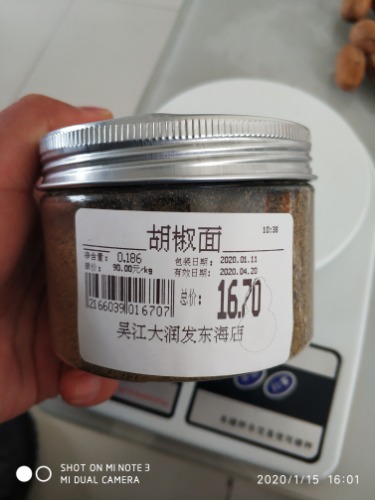 胡椒面
10:36
净含量: 0.186
包装日期: 2020.01.11
单价: 90.00元/kg
有效日期: 2020.04.20
2166039016707
总价: 16.70
吴江大润发东海店
SHOT ON MI NOTE 3
MI DUAL CAMERA
2020/1/15 16:01